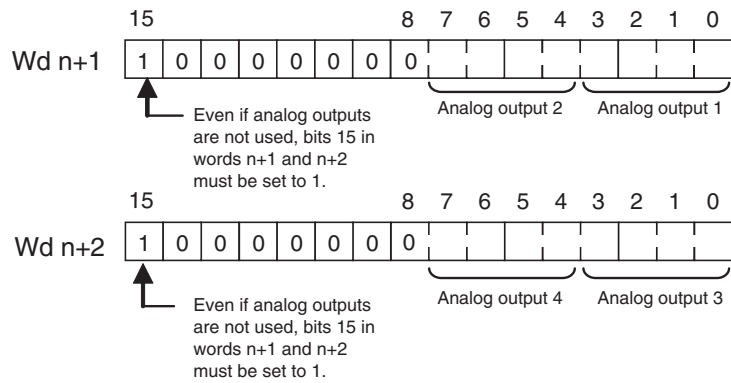 15 8 7 6 5 4 3 2 1 0
Wd n+1 1 0 0 0 0 0 0 0
Analog output 2 Analog output 1
Even if analog outputs
are not used, bits 15 in
words n+1 and n+2
must be set to 1.
15 8 7 6 5 4 3 2 1 0
Wd n+2 1 0 0 0 0 0 0 0
Analog output 4 Analog output 3
Even if analog outputs
are not used, bits 15 in
words n+1 and n+2
must be set to 1.